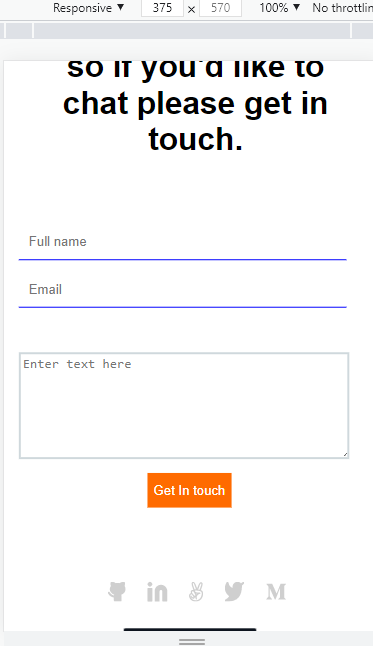 Responsive ▼ 375 × 570 100% ▼ No throttlin
so if you'd like to
chat please get in
touch.
Full name
Email
Enter text here
Get In touch